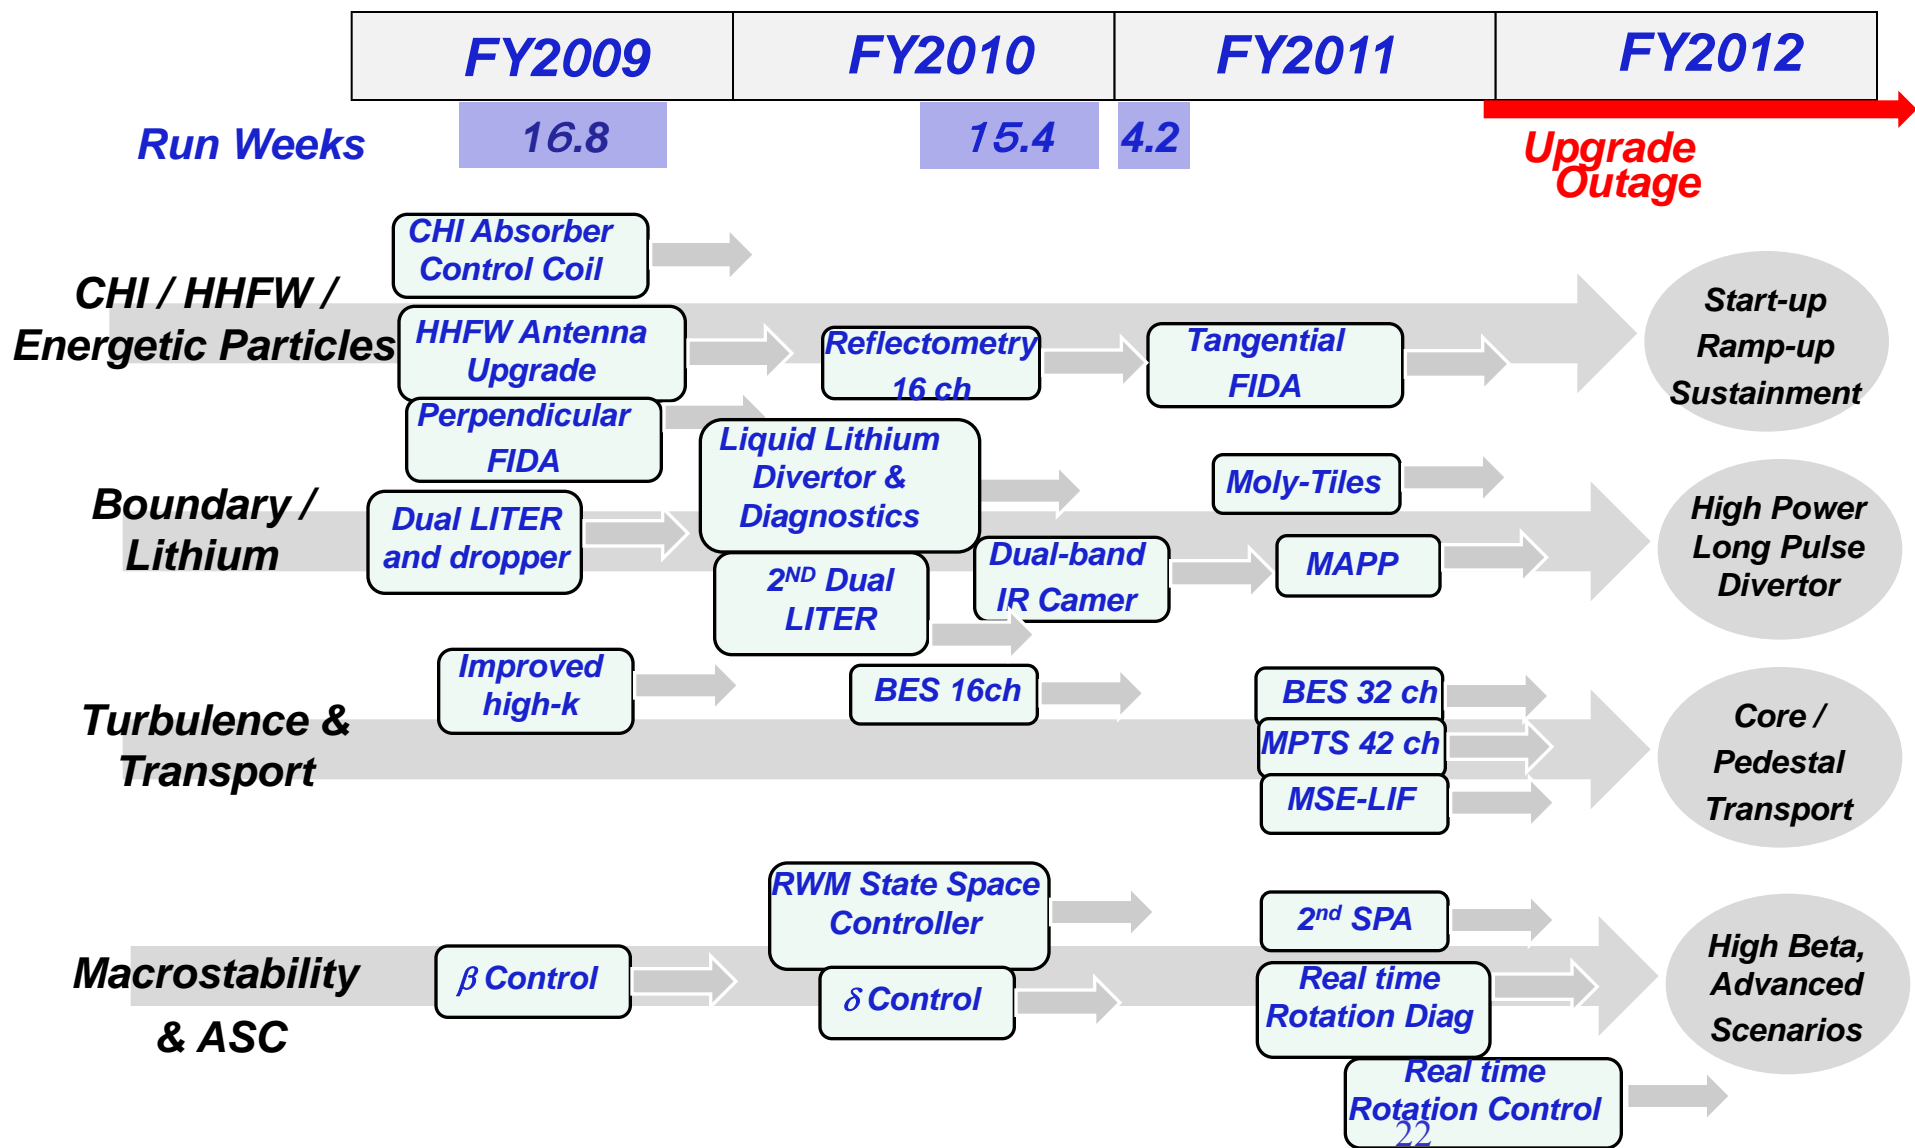 FY2009
FY2010
FY2011
FY2012
Run Weeks
16.8
15.4
4.2
Upgrade
Outage
CHI / HHFW /
Energetic Particles
CHI Absorber
Control Coil
HHFW Antenna
Upgrade
Perpendicular
FIDA
Reflectometry
16 ch
Tangential
FIDA
Start-up
Ramp-up
Sustainment
Boundary /
Lithium
Dual LITER
and dropper
Liquid Lithium
Divertor &
Diagnostics
2ND Dual
LITER
Dual-band
IR Camer
Moly-Tiles
MAPP
High Power
Long Pulse
Divertor
Turbulence &
Transport
Improved
high-k
BES 16ch
BES 32 ch
MPTS 42 ch
MSE-LIF
Core /
Pedestal
Transport
Macrostability
& ASC
β Control
RWM State Space
Controller
δ Control
2nd SPA
Real time
Rotation Diag
Real time
Rotation Control
High Beta,
Advanced
Scenarios
22